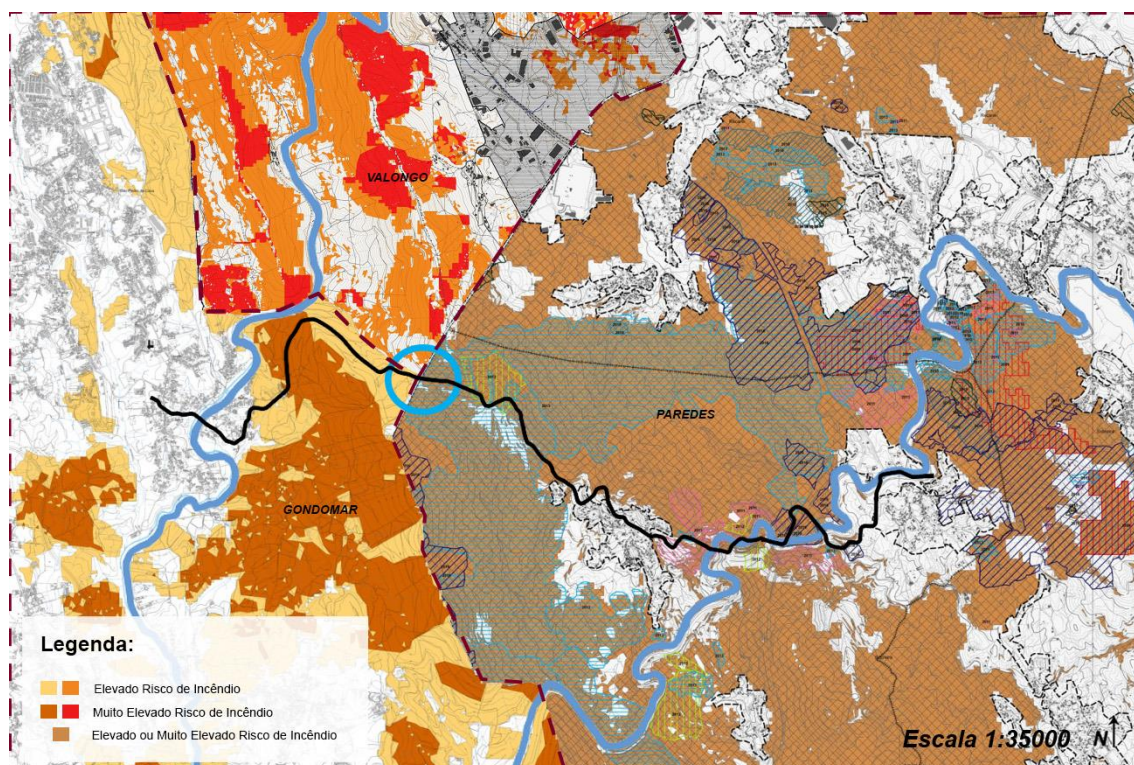 VALONGO
PAREDES
GONDOMAR
Legenda:
Elevado Risco de Incêndio
Muito Elevado Risco de Incêndio
Elevado ou Muito Elevado Risco de Incêndio
Escala 1:35000 N